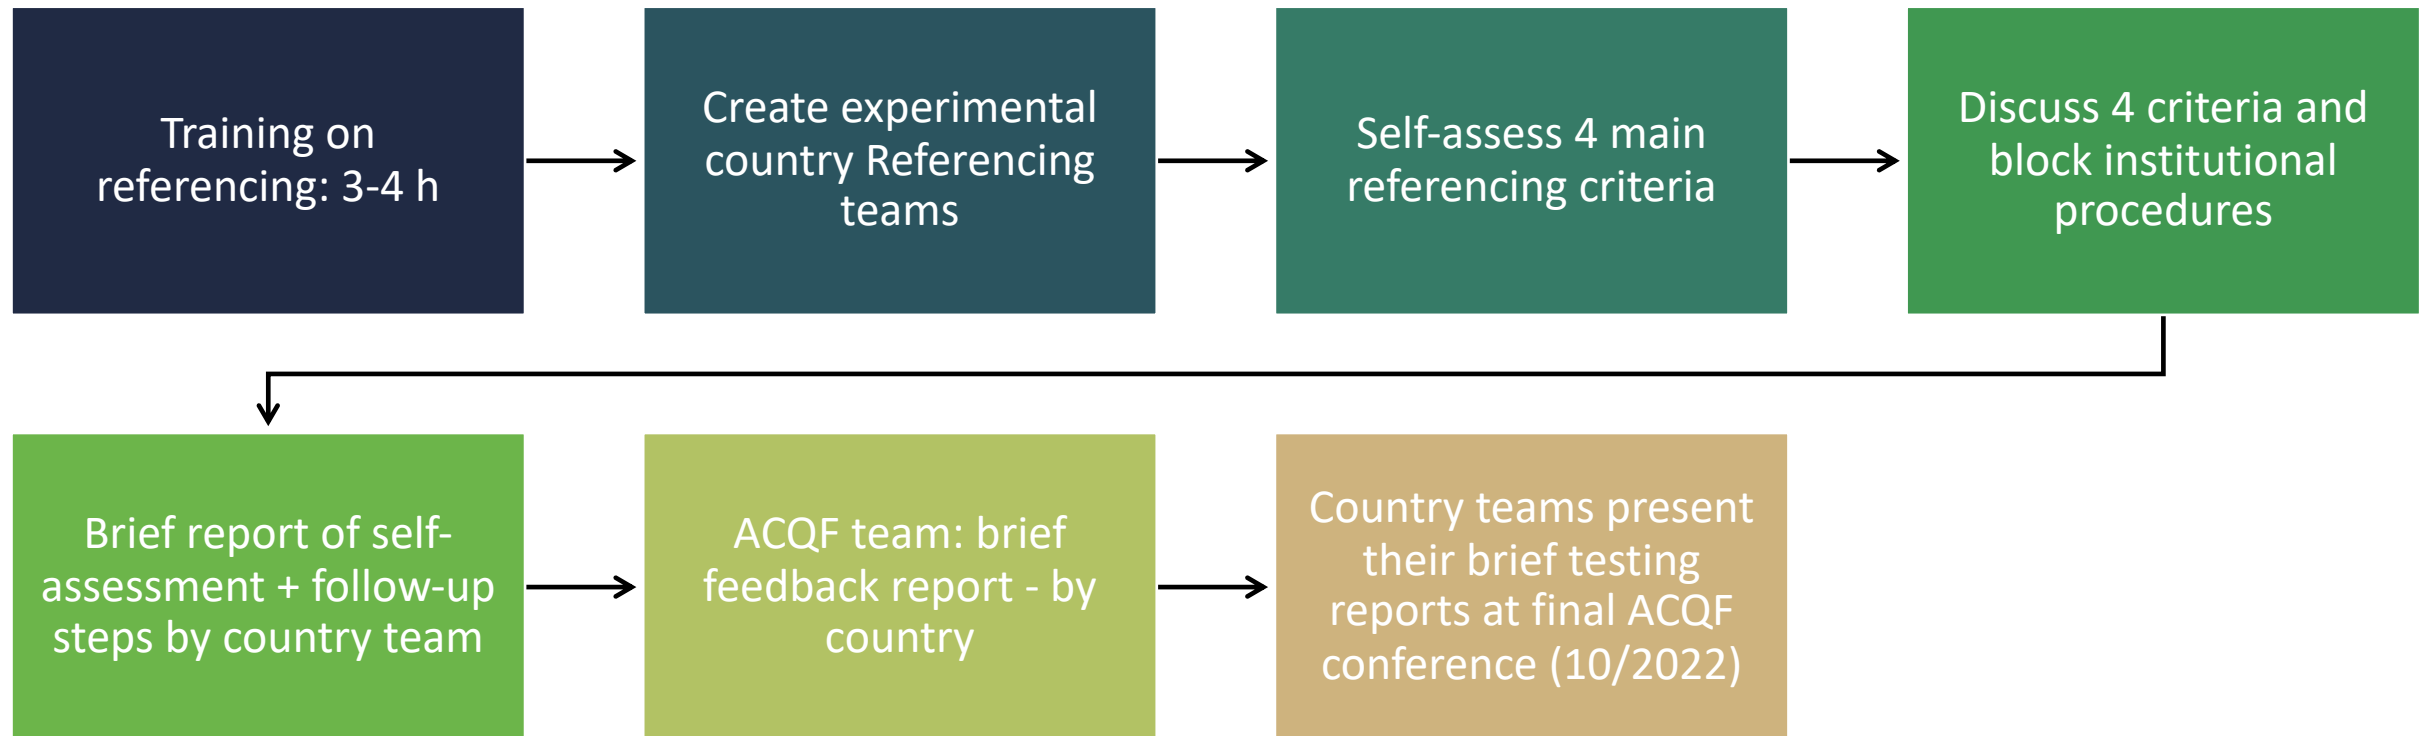 Training on
referencing: 3-4 h
Create experimental
country Referencing
teams
Self-assess 4 main
referencing criteria
Discuss 4 criteria and
block institutional
procedures
Brief report of self-
assessment + follow-up
steps by country team
ACQF team: brief
feedback report - by
country
Country teams present
their brief testing
reports at final ACQF
conference (10/2022)